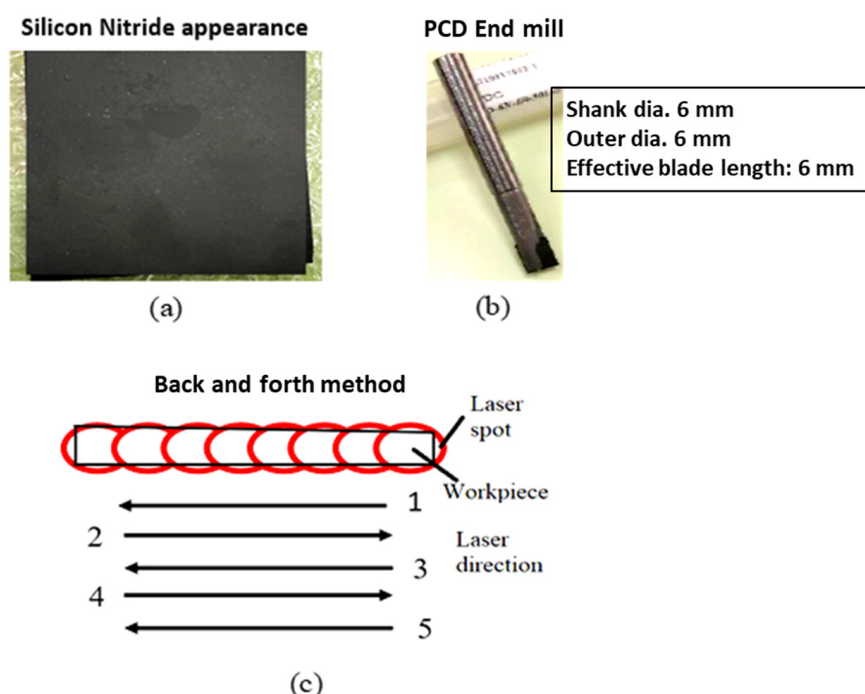 Silicon Nitride appearance
PCD End mill
Shank dia. 6 mm
Outer dia. 6 mm
Effective blade length: 6 mm
(a)
(b)
Back and forth method
Laser
spot
Workpiece
1
2
Laser
direction
3
4
5
(c)